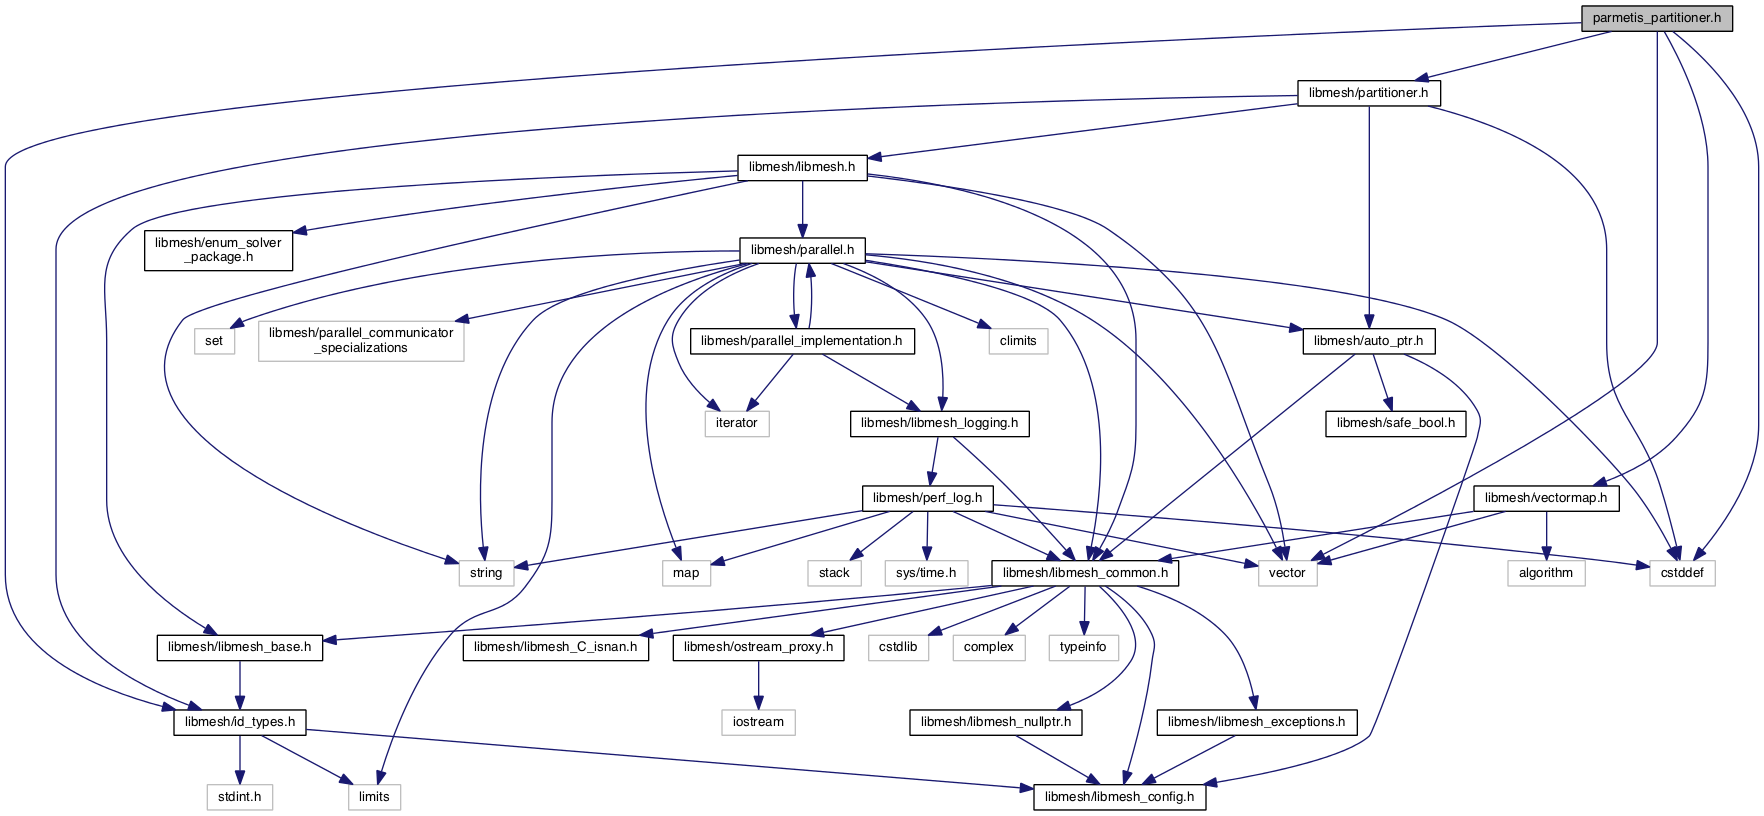 parmetis_partitioner.h
libmesh/partitioner.h
libmesh/libmesh.h
libmesh/enum_solver
_package.h
libmesh/parallel.h
set
libmesh/parallel_communicator
_specializations
libmesh/parallel_implementation.h
climits
libmesh/auto_ptr.h
iterator
libmesh/libmesh_logging.h
libmesh/safe_bool.h
libmesh/perf_log.h
libmesh/vectormap.h
string
map
stack
sys/time.h
libmesh/libmesh_common.h
vector
algorithm
cstddef
libmesh/libmesh_base.h
libmesh/libmesh_C_isnan.h
libmesh/ostream_proxy.h
cstdlib
complex
typeinfo
libmesh/id_types.h
iostream
libmesh/libmesh_nullptr.h
libmesh/libmesh_exceptions.h
stdint.h
limits
libmesh/libmesh_config.h